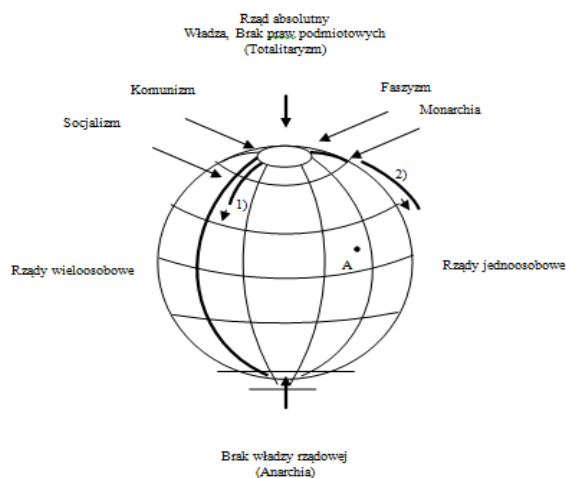 Rząd absolutny
Władza, Brak praw podmiotowych
(Totalitaryzm)
Komunizm
Faszyzm
Socjalizm
Monarchia
2)
1)
A
Rządy wieloosobowe
Rządy jednoosobowe
Brak władzy rządowej
(Anarchia)